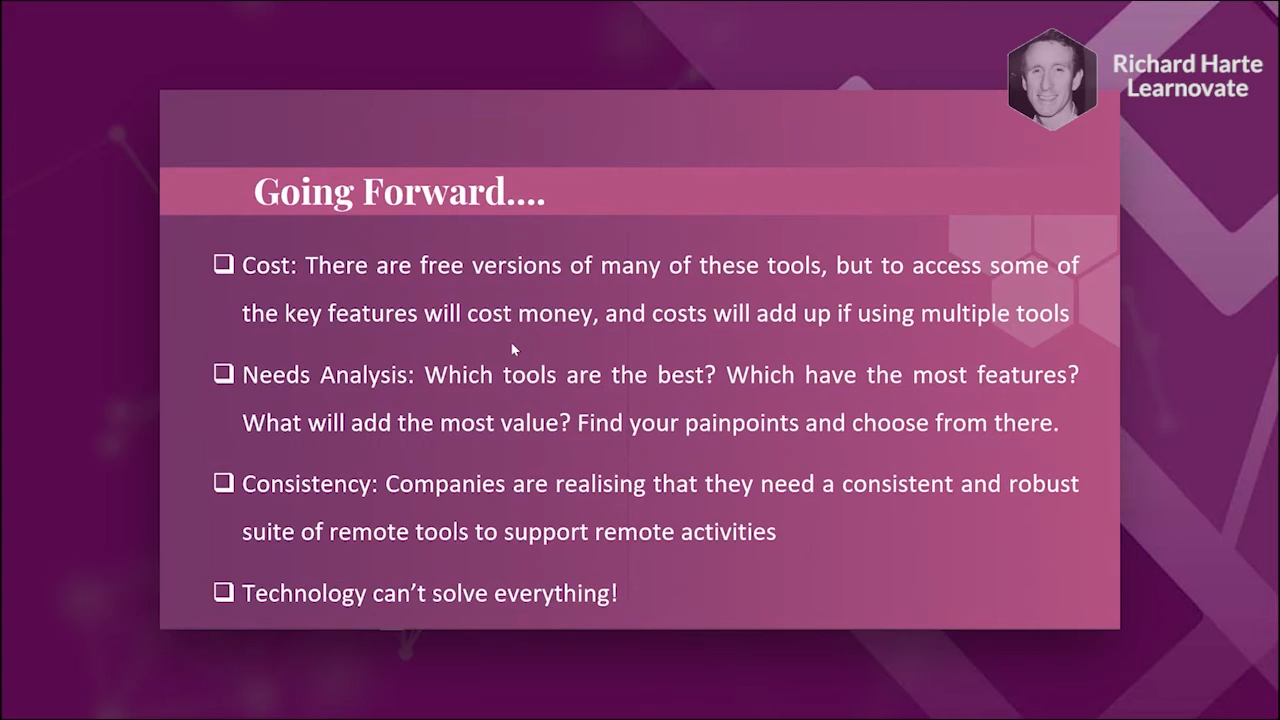 Richard Harte
Learnovate
Going Forward....
❑ Cost: There are free versions of many of these tools, but to access some of
the key features will cost money, and costs will add up if using multiple tools
❑ Needs Analysis: Which tools are the best? Which have the most features?
What will add the most value? Find your painpoints and choose from there.
❑ Consistency: Companies are realising that they need a consistent and robust
suite of remote tools to support remote activities
❑ Technology can’t solve everything!